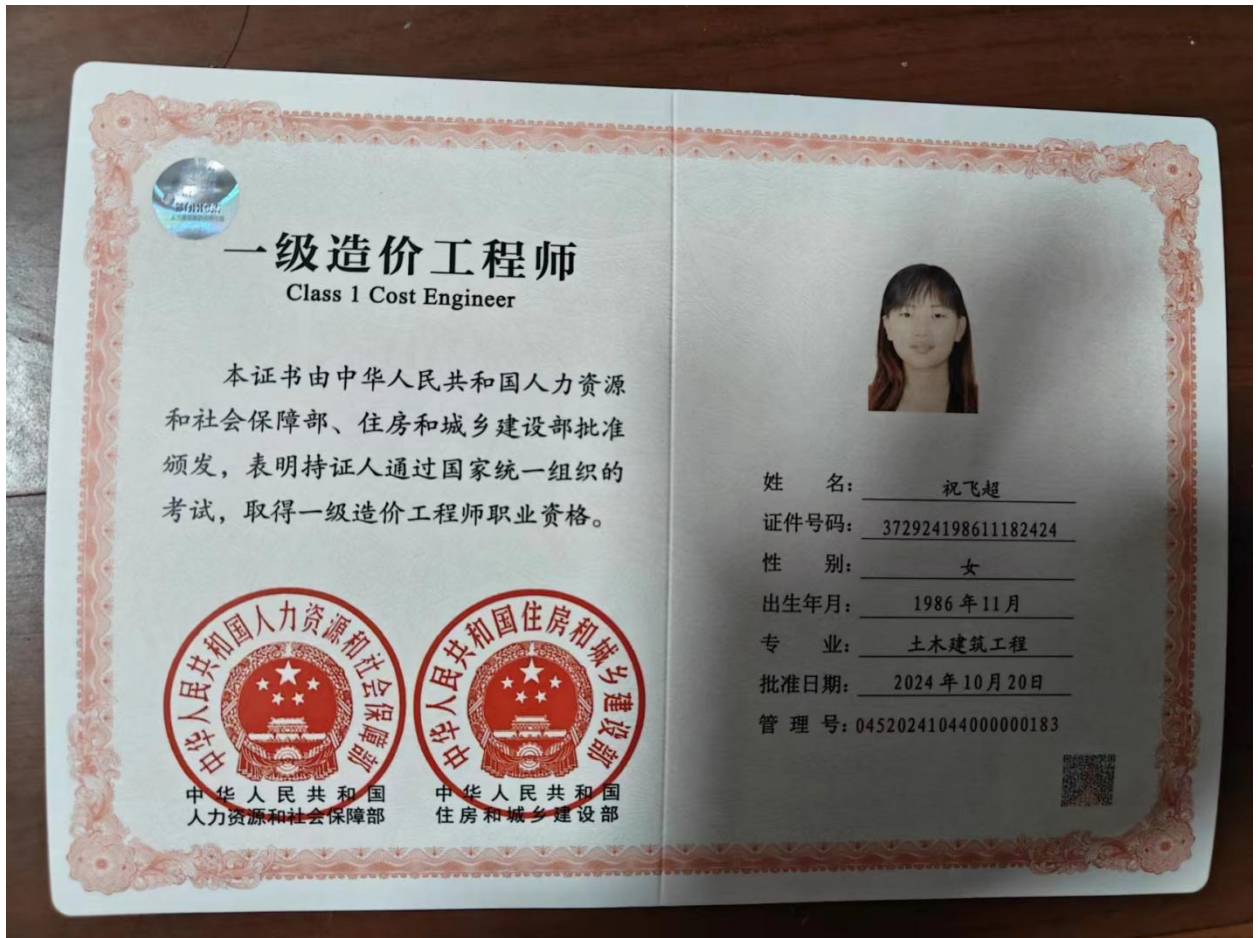 一级造价工程师
Class 1 Cost Engineer
本证书由中华人民共和国人力资源
和社会保障部、住房和城乡建设部批准
颁发，表明持证人通过国家统一组织的
考试，取得一级造价工程师职业资格。
中华人民共和国人力资源和社会保障部
中华人民共和国
人力资源和社会保障部
中华人民共和国住房和城乡建设部
中华人民共和国
住房和城乡建设部
姓 名：祝飞超
证件号码：372924198611182424
性 别：女
出生年月：1986年11月
专 业：土木建筑工程
批准日期：2024年10月20日
管 理 号：04520241044000000183